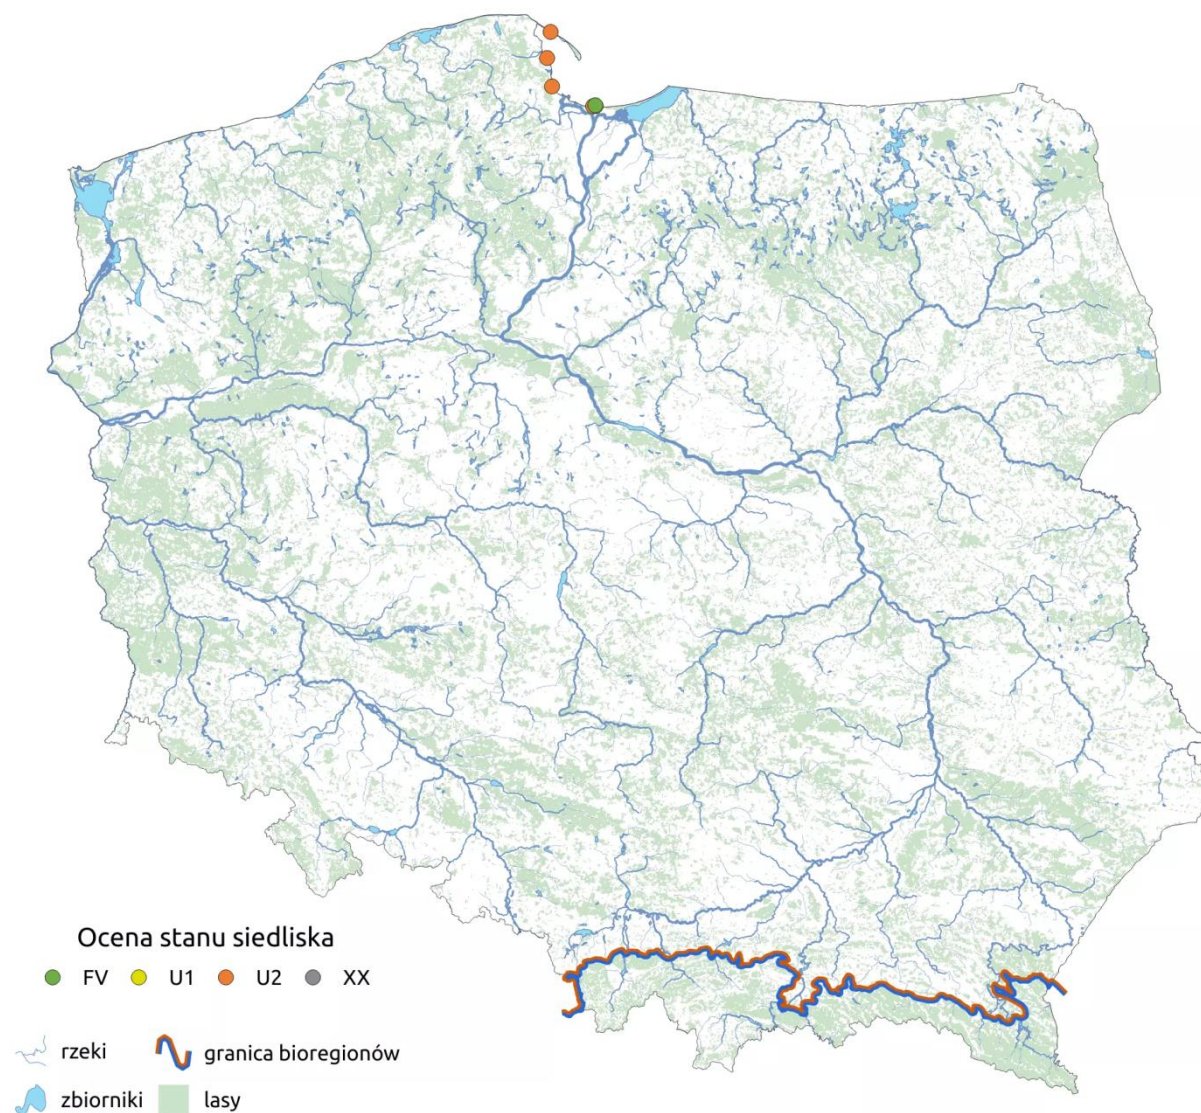 Ocena stanu siedliska
FV U1 U2 XX
rzeki granica bioregionów
zbiorniki lasy